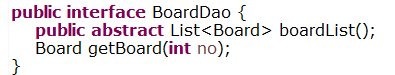 public interface BoardDao {
    public abstract List<Board> boardList();
    Board getBoard(int no);
}